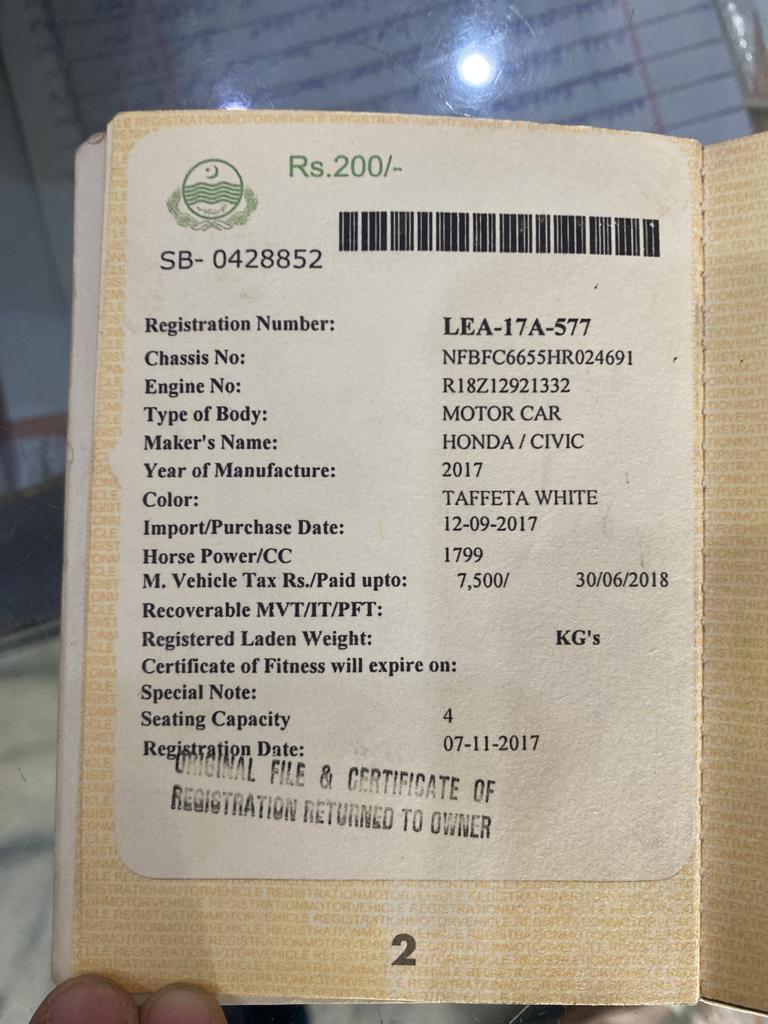 Rs.200/-
SB- 0428852
Registration Number: LEA-17A-577
Chassis No: NFBFC6655HR024691
Engine No: R18Z12921332
Type of Body: MOTOR CAR
Maker's Name: HONDA / CIVIC
Year of Manufacture: 2017
Color: TAFFETA WHITE
Import/Purchase Date: 12-09-2017
Horse Power/CC 1799
M. Vehicle Tax Rs./Paid upto: 7,500/ 30/06/2018
Recoverable MVT/IT/PFT:
Registered Laden Weight: KG's
Certificate of Fitness will expire on:
Special Note:
Seating Capacity 4
Registration Date: 07-11-2017
ORIGINAL FILE & CERTIFICATE OF
REGISTRATION RETURNED TO OWNER
2